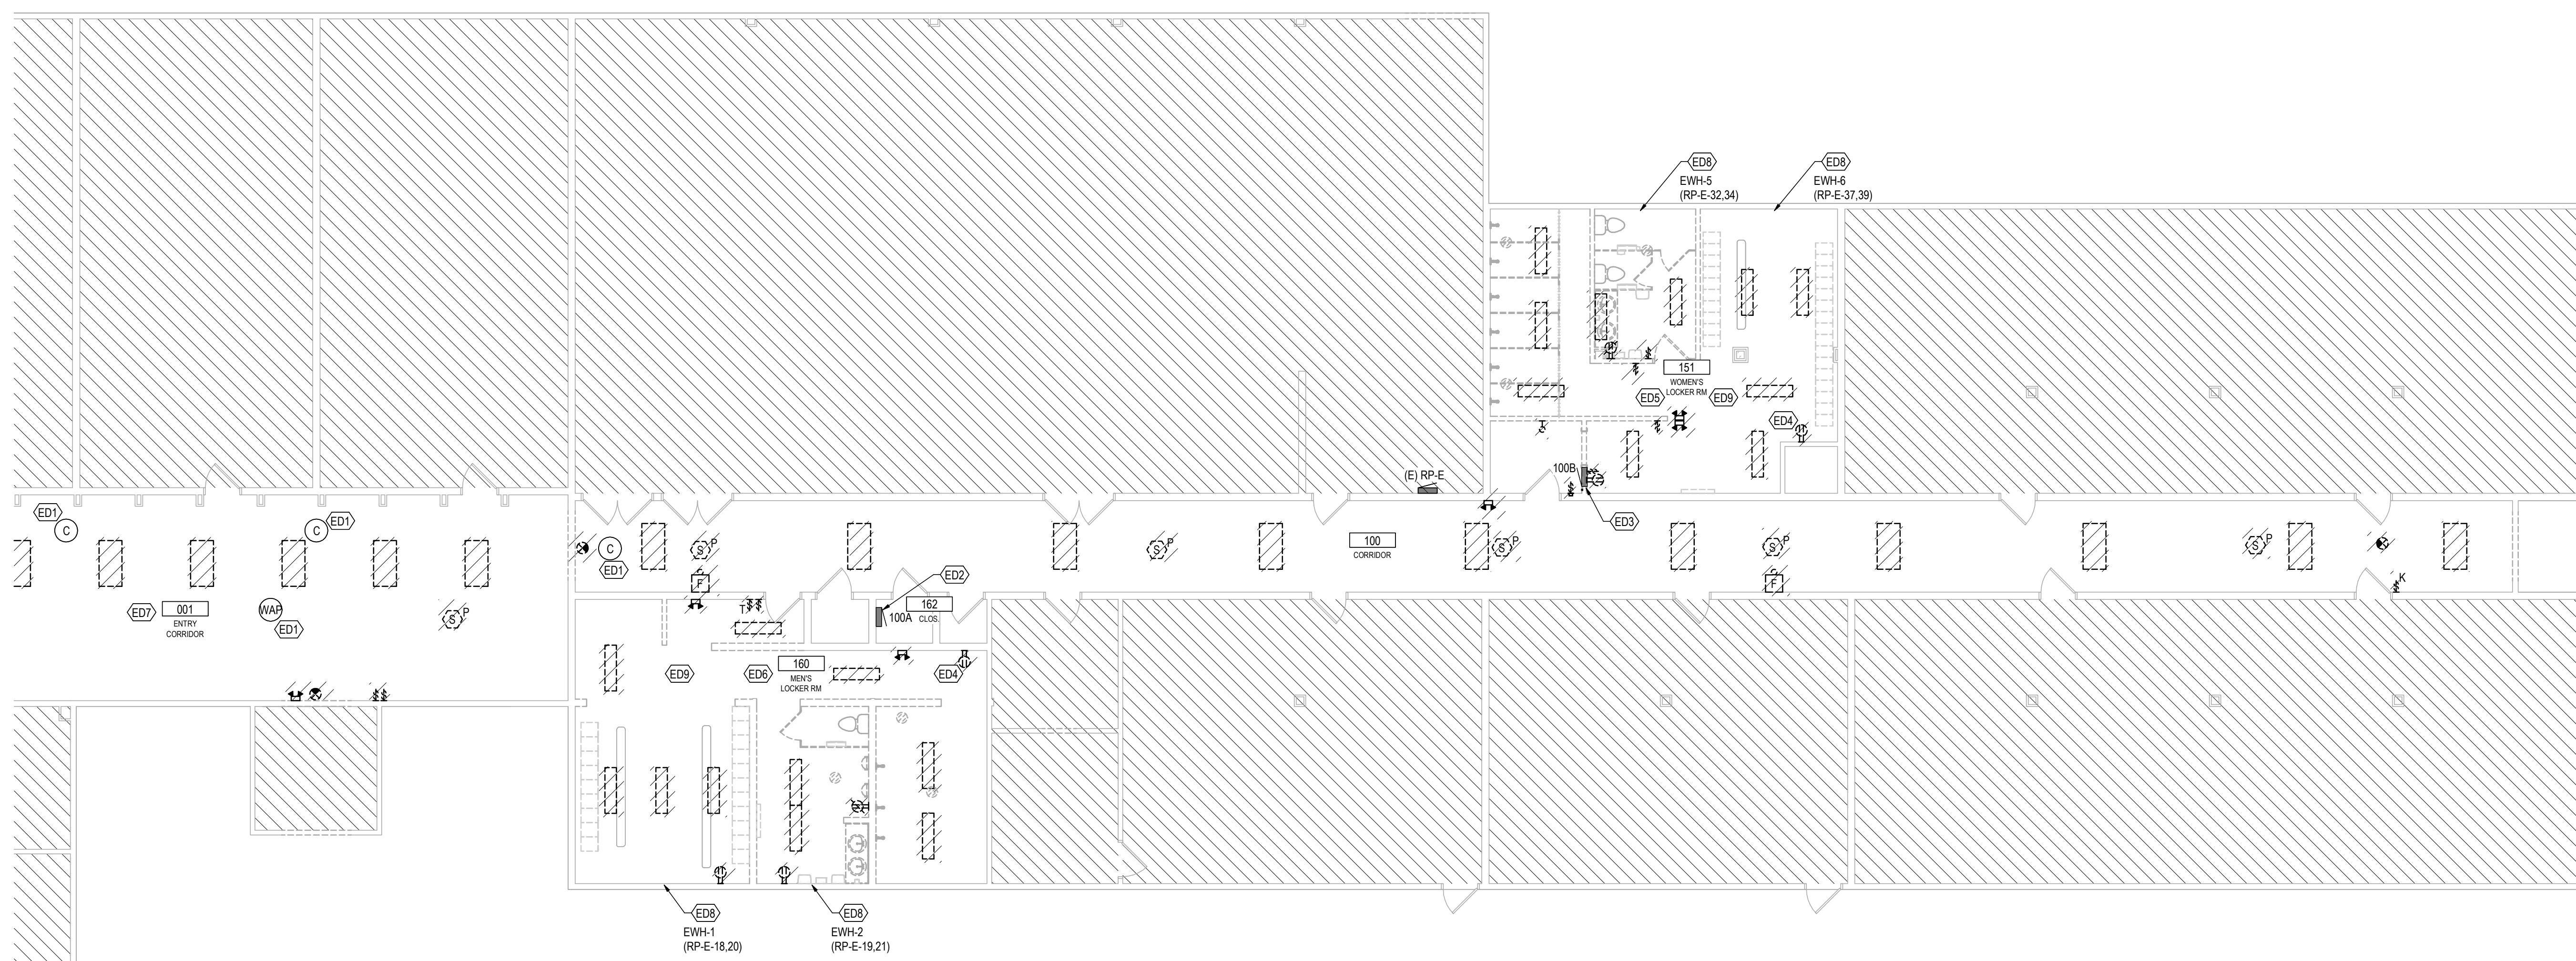 ED8
EWH-5
(RP-E-32,34)
ED8
EWH-6
(RP-E-37,39)
151
WOMEN'S
LOCKER RM
ED5
ED9
ED4
T
(E) RP-E
100B
ED3
ED1
C
C
ED1
C
ED1
S
P
S
P
100
CORRIDOR
S
P
S
P
S
P
F
F
K
ED2
162
CLOS.
100A
T
ED7
001
ENTRY
CORRIDOR
WAP
ED1
S
P
ED9
ED6
160
MEN'S
LOCKER RM
ED4
ED8
EWH-1
(RP-E-18,20)
ED8
EWH-2
(RP-E-19,21)